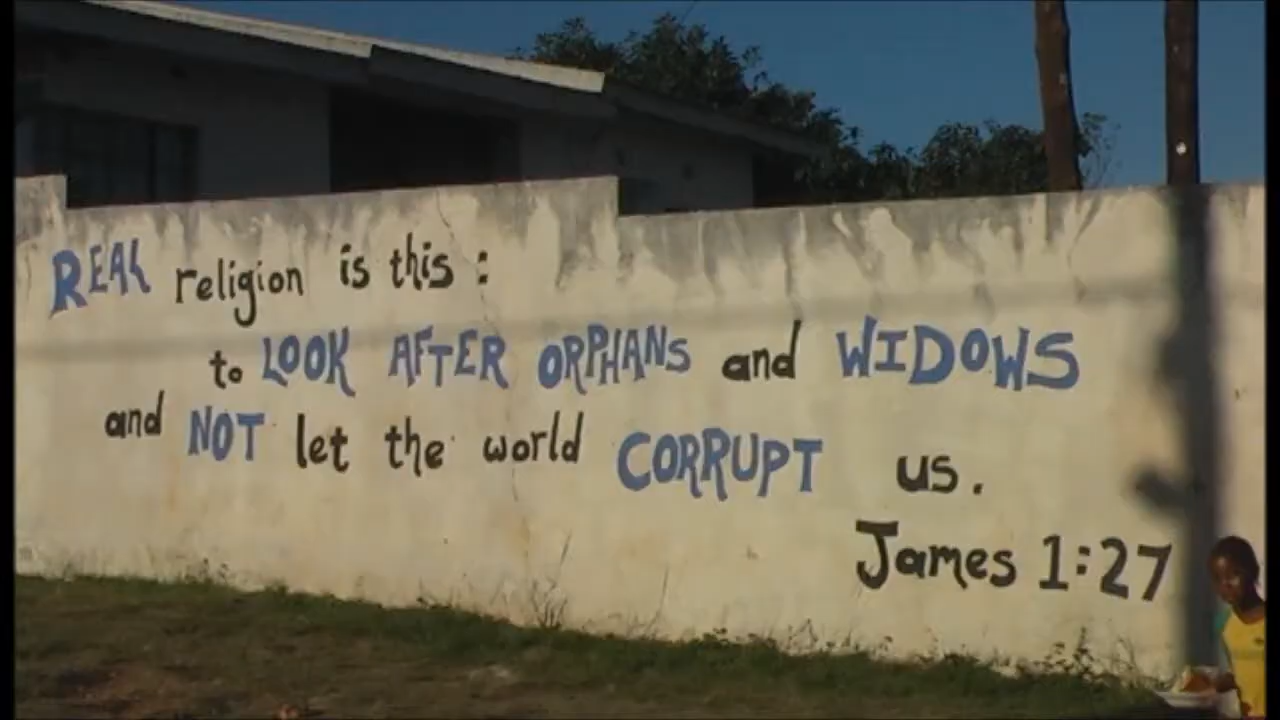 REAL religion is this :
to LOOK AFTER ORPHANS and WIDOWS
and NOT let the world CORRUPT us.
James 1:27